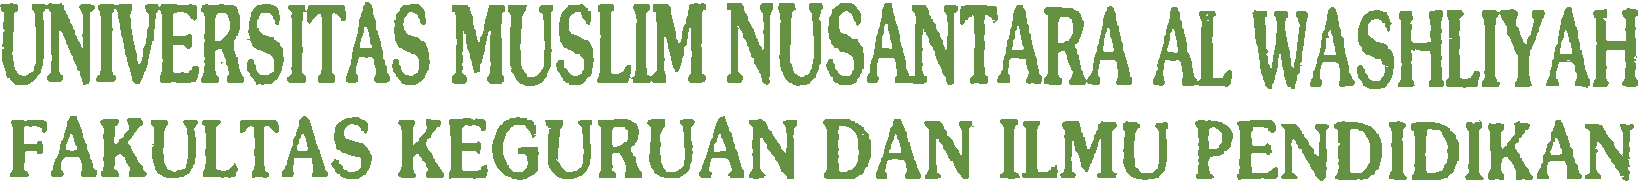 UNIVERSITAS MUSLIM NUSANTARA AL WASHLIYAH
FAKULTAS KEGURUAN DAN ILMU PENDIDIKAN